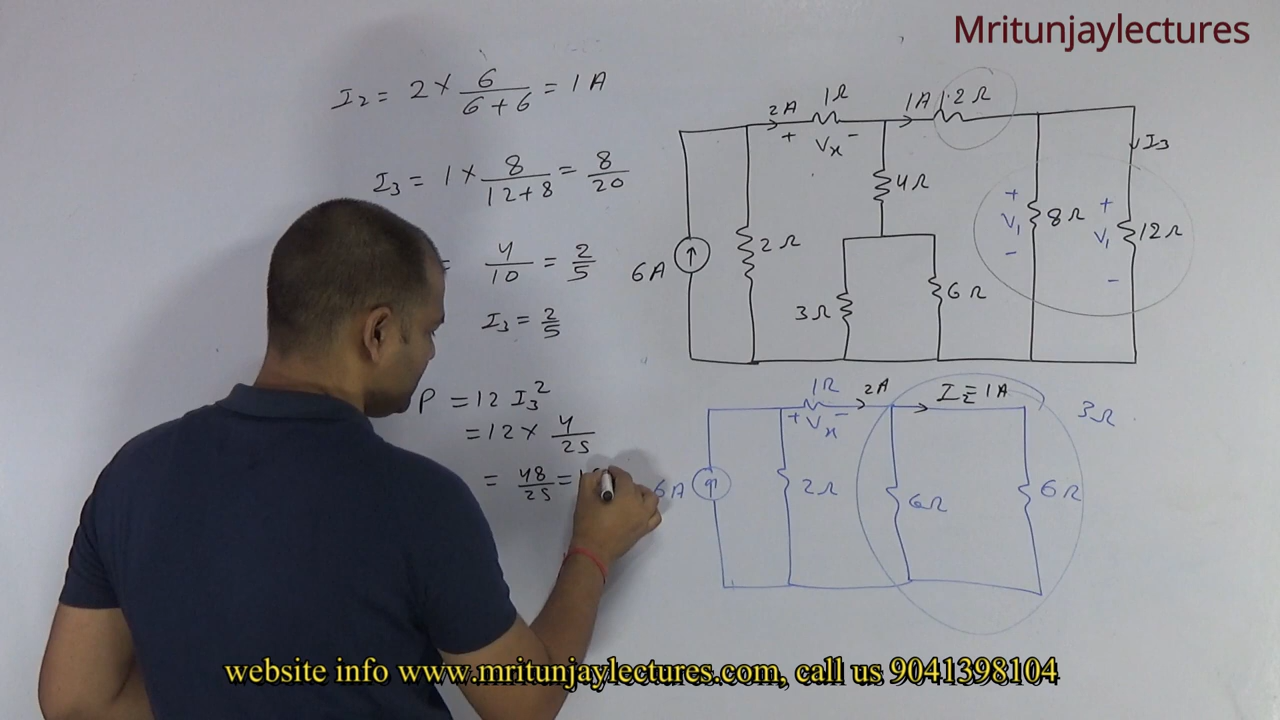 Mritunjaylectures
I2 = 2 × 6/(6+6) = 1A
I3 = 1 × 8/(12+8) = 8/20
= 4/10 = 2/5
I3 = 2/5
P = 12 I3²
= 12 × 4/25
= 48/25 =
2A 1Ω 1A 1.2Ω
+ Vx −
I3
4Ω
6A 2Ω
3Ω 6Ω
+ V1 − 8Ω
+ V1 − 12Ω
1Ω 2A I2 = 1A
+ Vx −
3Ω
6A 2Ω 6Ω 6Ω
website info www.mritunjaylectures.com, call us 9041398104